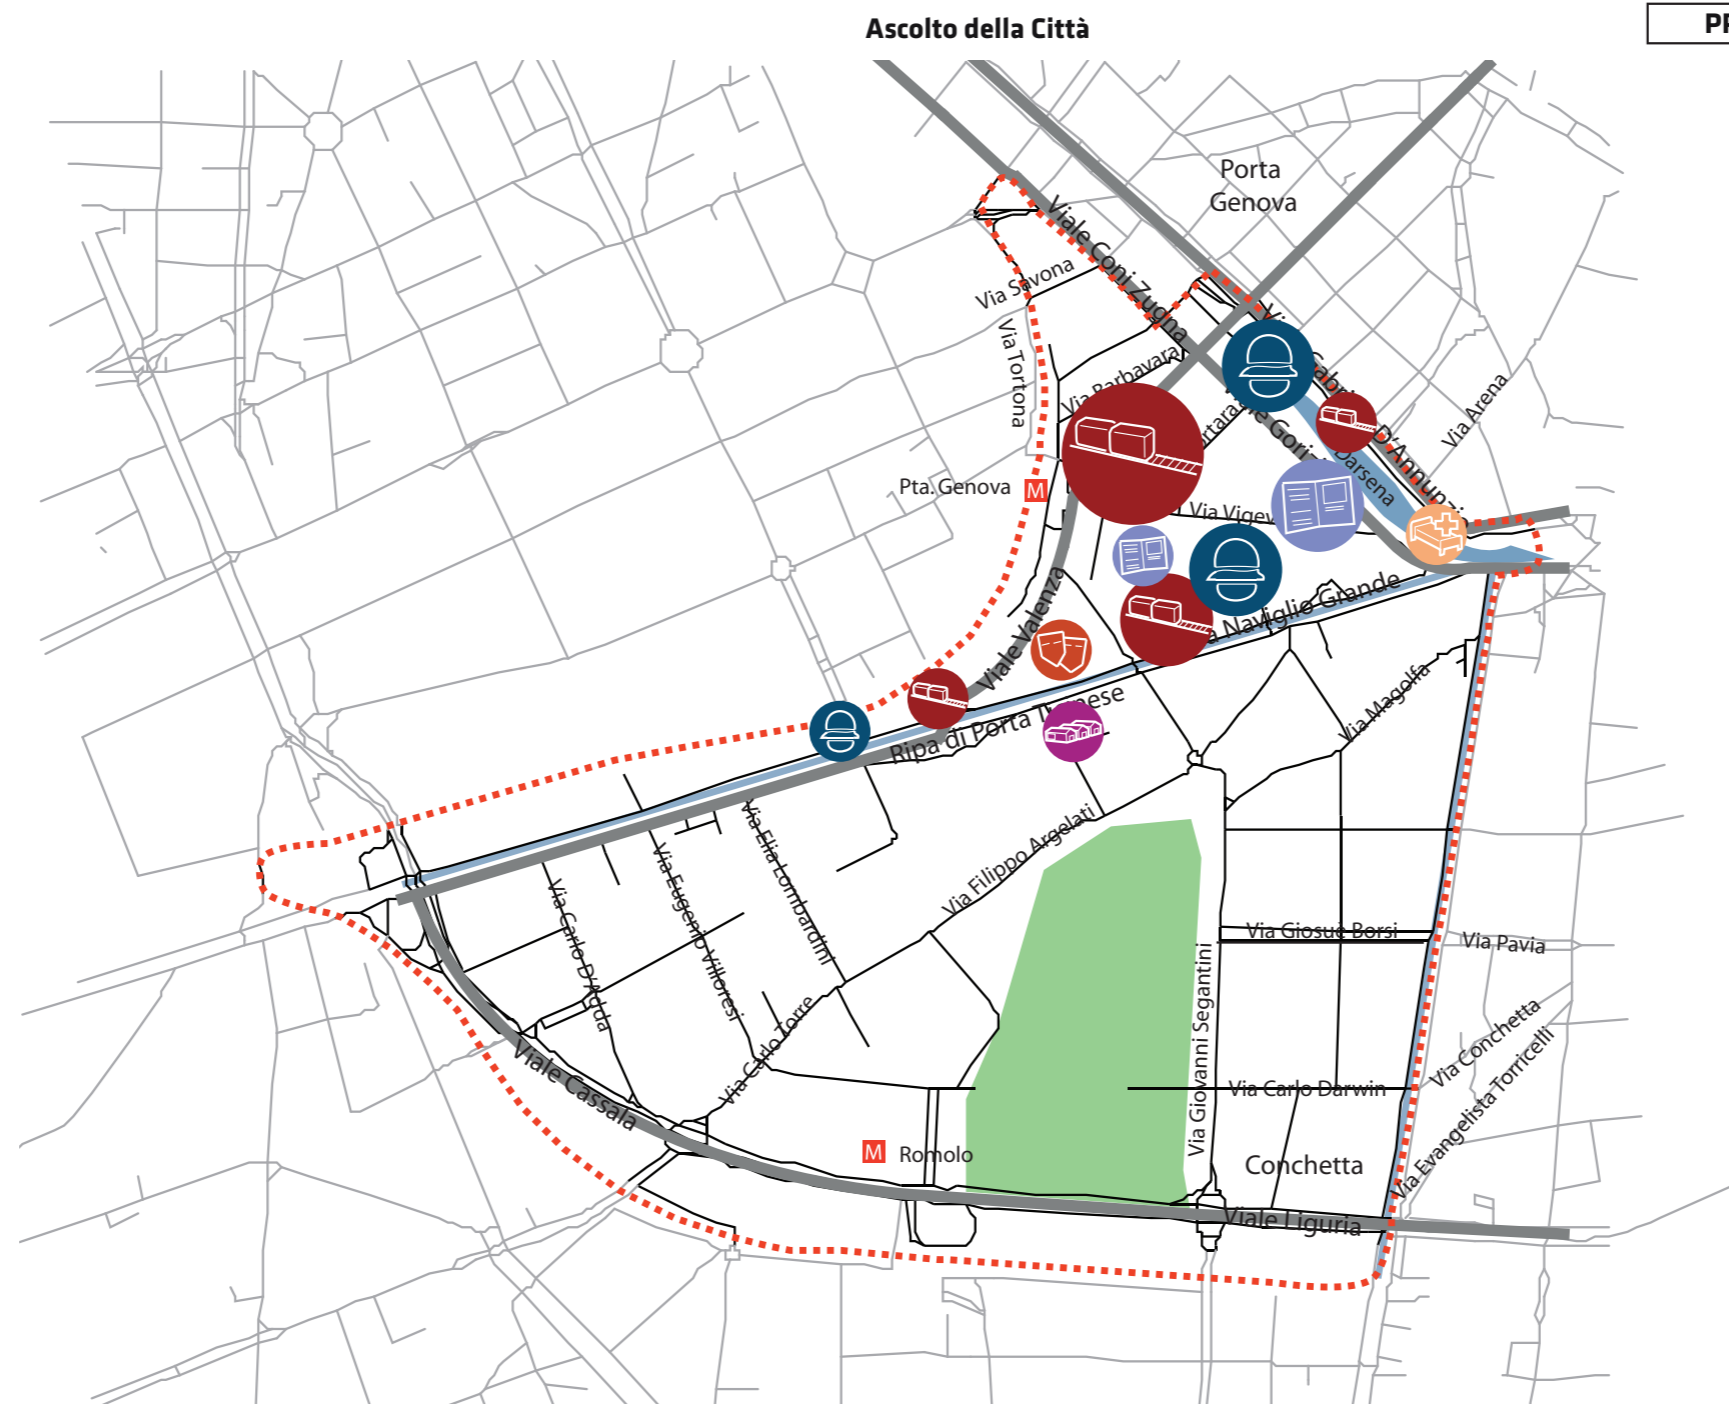 Ascolto della Città
Porta
Genova
Viale Coni Zugna
Via Savona
Via Tortona
Via Barbavara
D'Annunzio
Via Arena
Darsena
Pta. Genova
M
Naviglio Grande
Viale Valenza
Ripa di Porta
Via Magolfa
Via Filippo Argelati
Via Elia Lombardini
Via Eugenio Villoresi
Via Carlo D'Adda
Via Giosuè Borsi
Via Pavia
Via Giovanni Segantini
Via Carlo Torre
Via Conchetta
Via Evangelista Torricelli
Via Carlo Darwin
Viale Cassala
M
Romolo
Conchetta
Viale Liguria